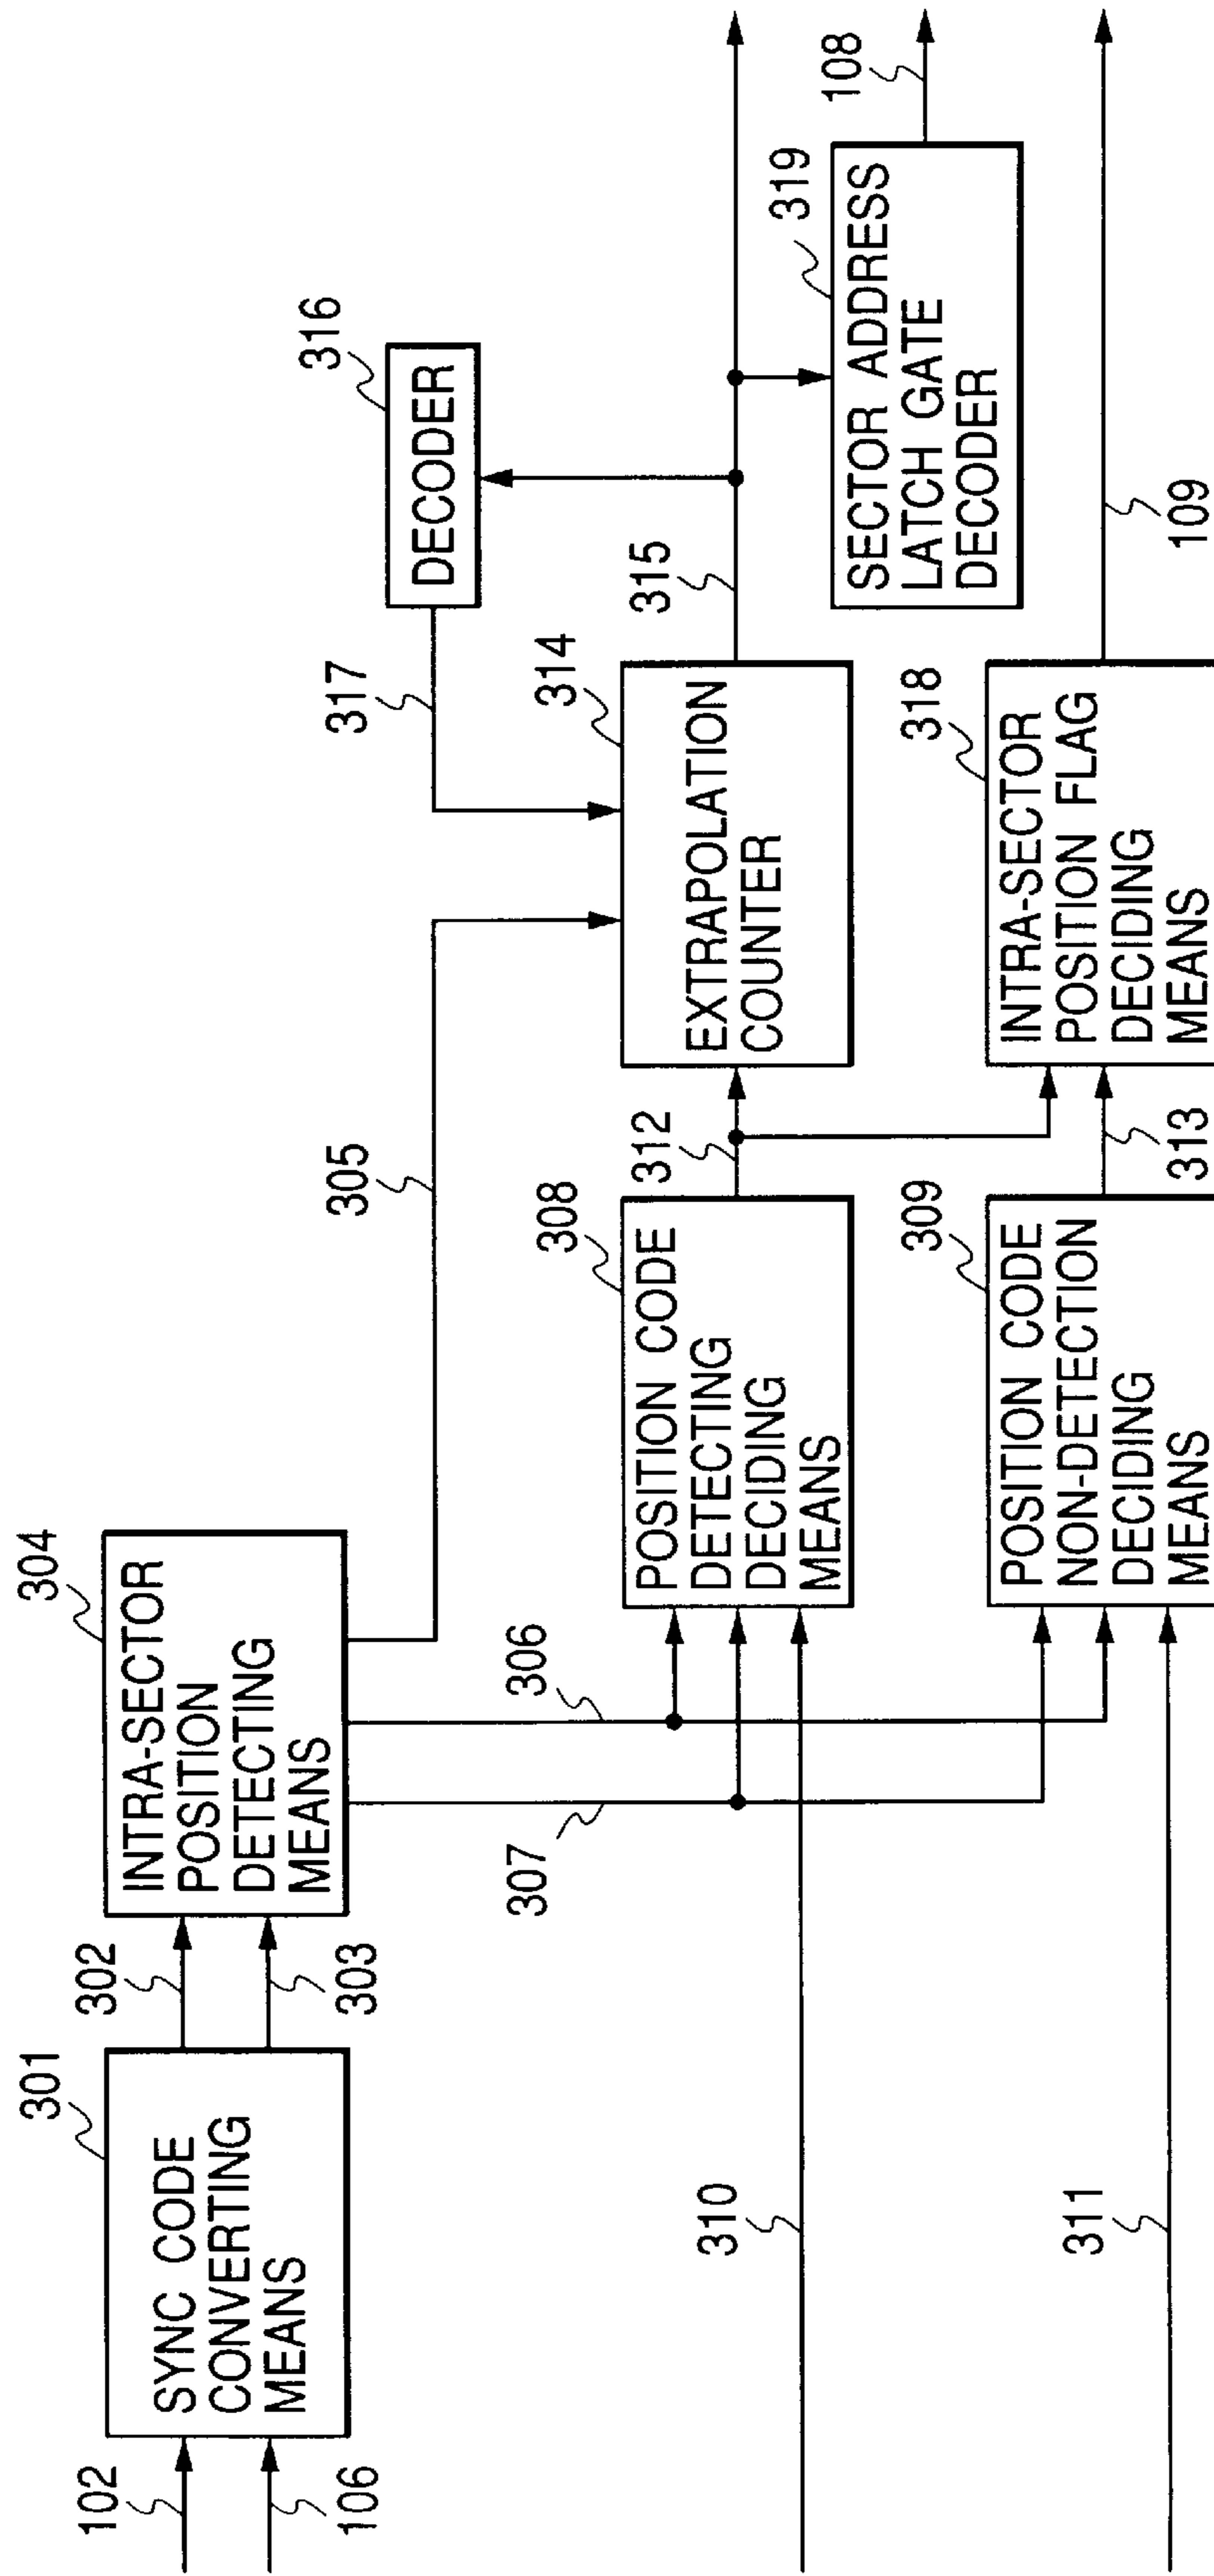 102
106
301
SYNC CODE
CONVERTING
MEANS
302
303
304
INTRA-SECTOR
POSITION
DETECTING
MEANS
305
306
307
310
311
308
POSITION CODE
DETECTING
DECIDING
MEANS
309
POSITION CODE
NON-DETECTION
DECIDING
MEANS
312
313
317
314
EXTRAPOLATION
COUNTER
318
INTRA-SECTOR
POSITION FLAG
DECIDING
MEANS
316
DECODER
315
319
SECTOR ADDRESS
LATCH GATE
DECODER
108
109